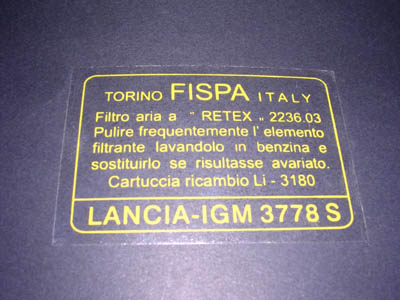 TORINO FISPA ITALY
Filtro aria a " RETEX „ 2236.03
Pulire frequentemente l' elemento
filtrante lavandolo in benzina e
sostituirlo se risultasse avariato.
Cartuccia ricambio Li - 3180
LANCIA-IGM 3778 S